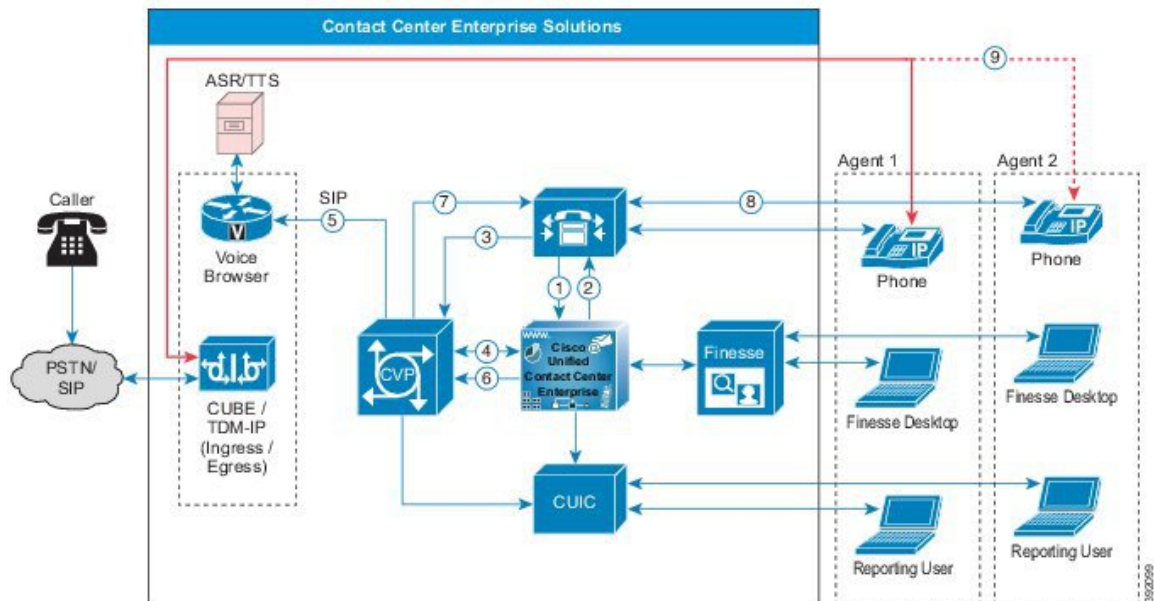 Contact Center Enterprise Solutions
9
ASR/TTS
Agent 1
Agent 2
Caller
SIP
7
8
5
3
V
IP
IP
Voice
Browser
Phone
Phone
1
2
www.
PSTN/
SIP
CVP
4
6
Cisco
Unified
Contact Center
Enterprise
Finesse
CUBE /
TDM-IP
(Ingress /
Egress)
Finesse Desktop
Finesse Desktop
CUIC
Reporting User
Reporting User
392099